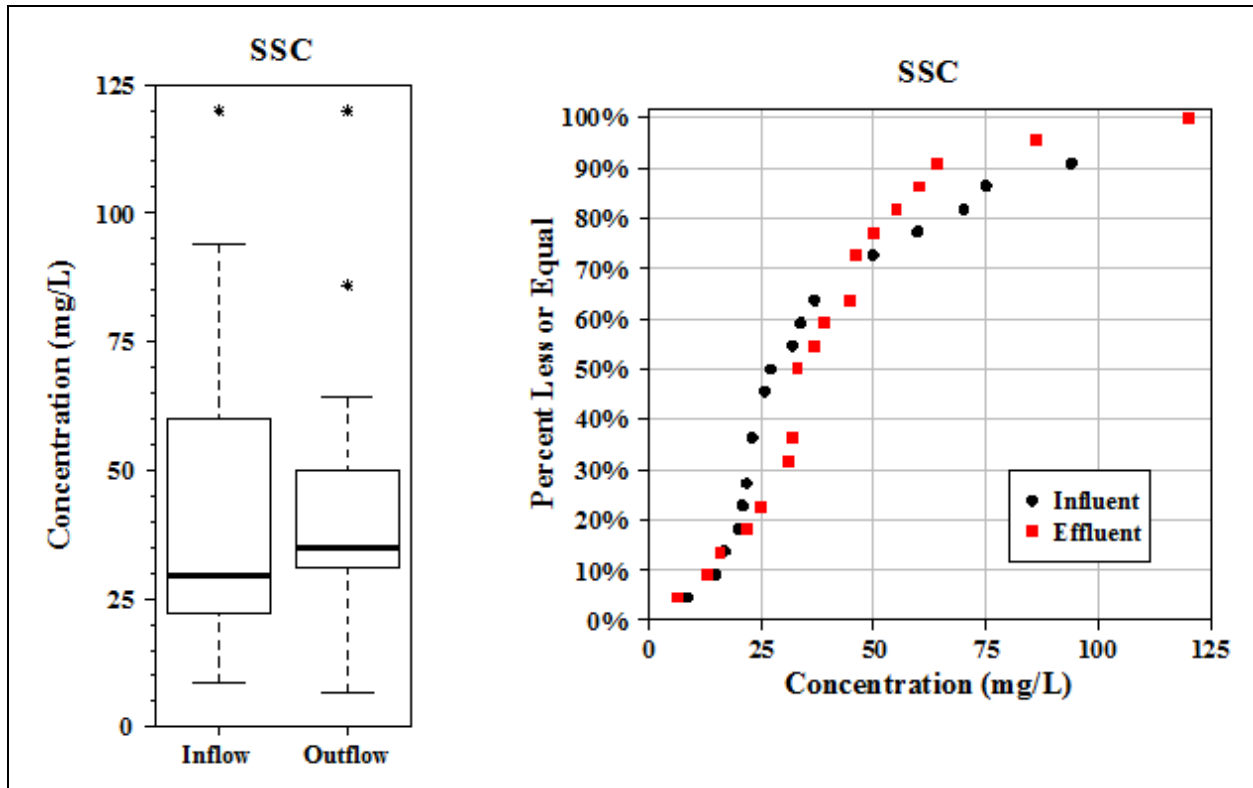 SSC
125
100
75
50
25
0
Concentration (mg/L)
Inflow
Outflow
SSC
100%
90%
80%
70%
60%
50%
40%
30%
20%
10%
0%
Percent Less or Equal
Influent
Effluent
0 25 50 75 100 125
Concentration (mg/L)